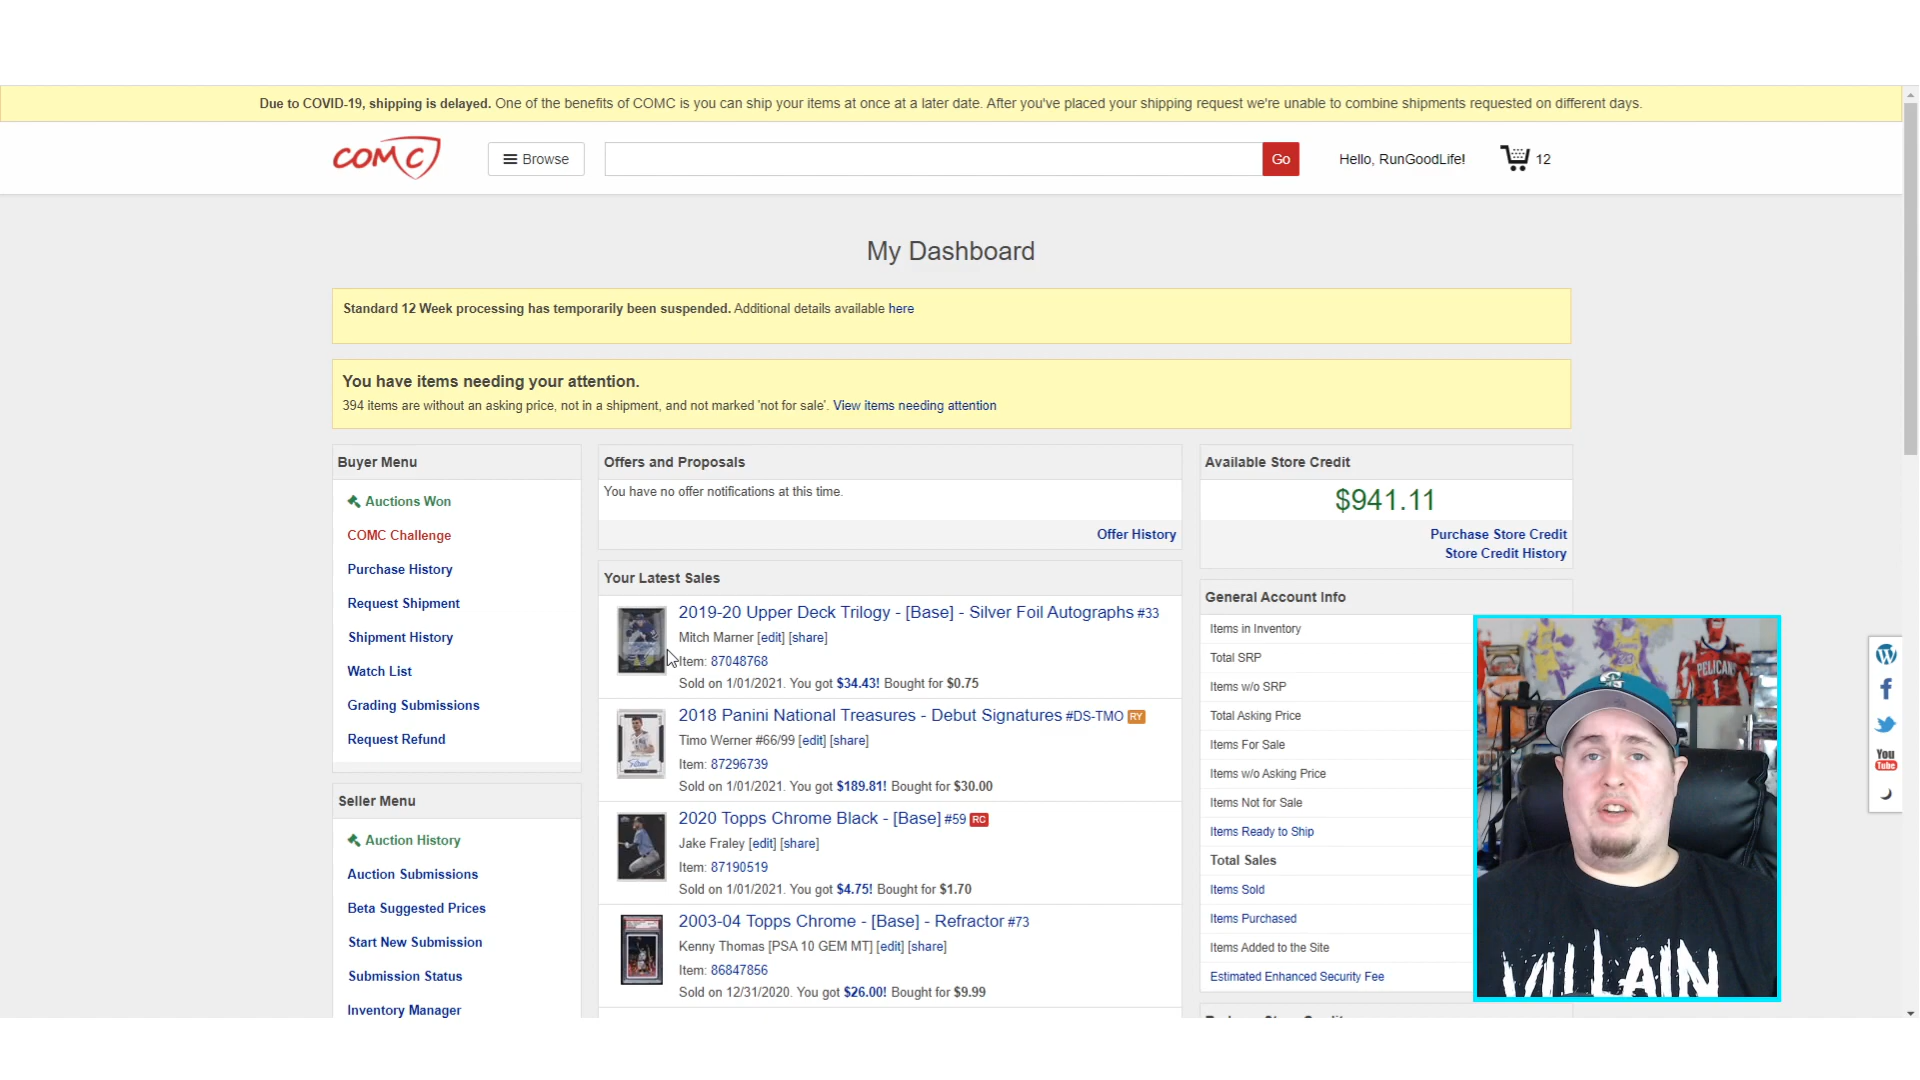 Due to COVID-19, shipping is delayed. One of the benefits of COMC is you can ship your items at once at a later date. After you've placed your shipping request we're unable to combine shipments requested on different days.
COMC
Browse
Go
Hello, RunGoodLife!
12
My Dashboard
Standard 12 Week processing has temporarily been suspended. Additional details available here
You have items needing your attention.
394 items are without an asking price, not in a shipment, and not marked 'not for sale'. View items needing attention
Buyer Menu
Auctions Won
COMC Challenge
Purchase History
Request Shipment
Shipment History
Watch List
Grading Submissions
Request Refund
Seller Menu
Auction History
Auction Submissions
Beta Suggested Prices
Start New Submission
Submission Status
Inventory Manager
Offers and Proposals
You have no offer notifications at this time.
Offer History
Your Latest Sales
2019-20 Upper Deck Trilogy - [Base] - Silver Foil Autographs #33
Mitch Marner [edit] [share]
Item: 87048768
Sold on 1/01/2021. You got $34.43! Bought for $0.75
2018 Panini National Treasures - Debut Signatures #DS-TMO RY
Timo Werner #66/99 [edit] [share]
Item: 87296739
Sold on 1/01/2021. You got $189.81! Bought for $30.00
2020 Topps Chrome Black - [Base] #59 RC
Jake Fraley [edit] [share]
Item: 87190519
Sold on 1/01/2021. You got $4.75! Bought for $1.70
2003-04 Topps Chrome - [Base] - Refractor #73
Kenny Thomas [PSA 10 GEM MT] [edit] [share]
Item: 86847856
Sold on 12/31/2020. You got $26.00! Bought for $9.99
Available Store Credit
$941.11
Purchase Store Credit
Store Credit History
General Account Info
Items in Inventory
Total SRP
Items w/o SRP
Total Asking Price
Items For Sale
Items w/o Asking Price
Items Not for Sale
Items Ready to Ship
Total Sales
Items Sold
Items Purchased
Items Added to the Site
Estimated Enhanced Security Fee
PELICANS
1
VILLAIN
You
Tube